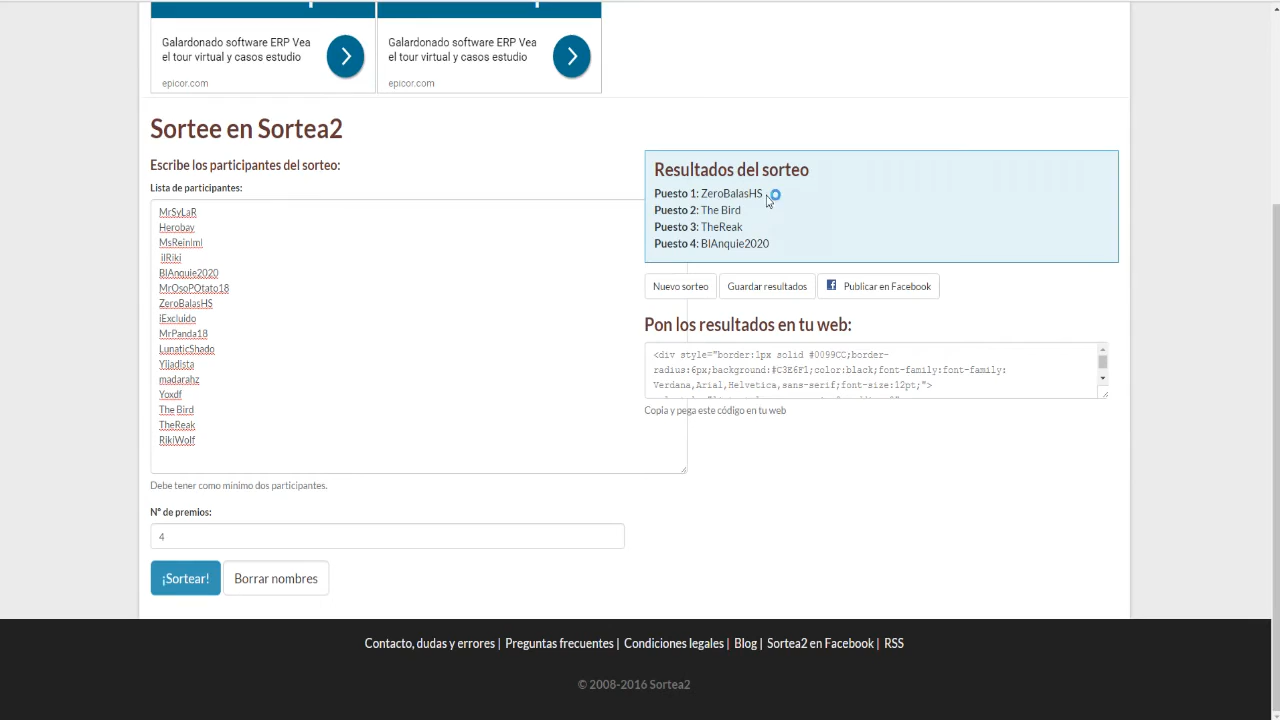 Galardonado software ERP Vea
el tour virtual y casos estudio
epicor.com
Galardonado software ERP Vea
el tour virtual y casos estudio
epicor.com
Sortee en Sortea2
Escribe los participantes del sorteo:
Lista de participantes:
MrSyLaR
Herobay
MsReinIml
iIRiki
BIAnquie2020
MrOsoPOtato18
ZeroBalasHS
iExcluido
MrPanda18
LunaticShado
Yijadista
madarahz
Yoxdf
The Bird
TheReak
RikiWolf
Debe tener como mínimo dos participantes.
Nº de premios:
4
¡Sortear!
Borrar nombres
Resultados del sorteo
Puesto 1: ZeroBalasHS
Puesto 2: The Bird
Puesto 3: TheReak
Puesto 4: BIAnquie2020
Nuevo sorteo
Guardar resultados
Publicar en Facebook
Pon los resultados en tu web:
<div style="border:1px solid #0099CC;border-
radius:6px;background:#C3E6F1;color:black;font-family:font-family:
Verdana,Arial,Helvetica,sans-serif;font-size:12pt;">
Copia y pega este código en tu web
Contacto, dudas y errores | Preguntas frecuentes | Condiciones legales | Blog | Sortea2 en Facebook | RSS
© 2008-2016 Sortea2